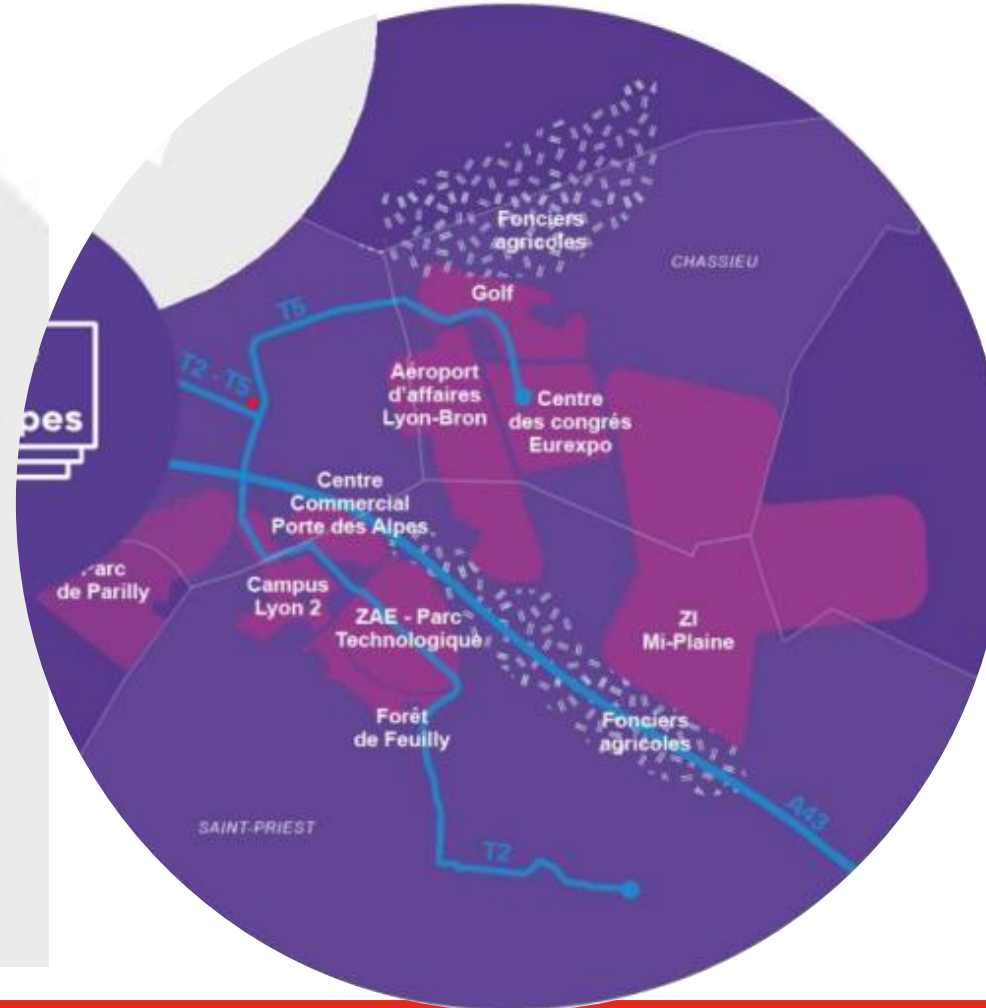 Fonciers
agricoles
CHASSIEU
Golf
T5
T2 - T5
pes
Aéroport
d'affaires
Lyon-Bron
Centre
des congrés
Eurexpo
Centre
Commercial
Porte des Alpes
Parc
de Parilly
Campus
Lyon 2
ZAE - Parc
Technologique
ZI
Mi-Plaine
Forêt
de Feuilly
Fonciers
agricoles
A43
SAINT-PRIEST
T2